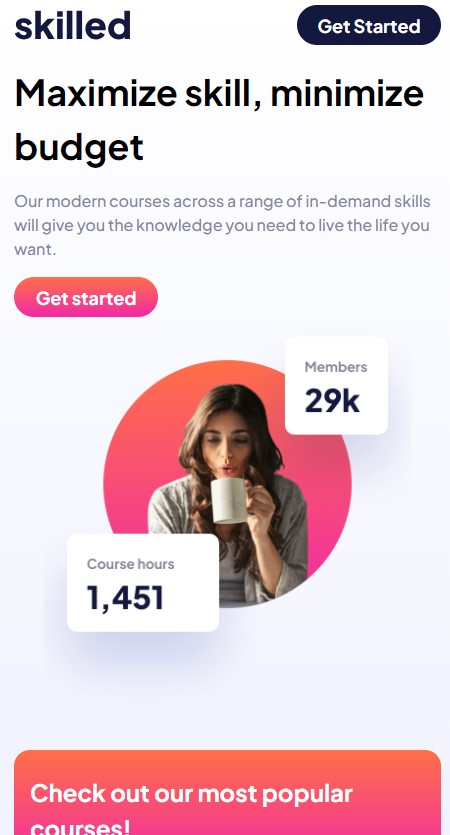 skilled
Get Started
Maximize skill, minimize
budget
Our modern courses across a range of in-demand skills
will give you the knowledge you need to live the life you
want.
Get started
Members
29k
Course hours
1,451
Check out our most popular
courses!